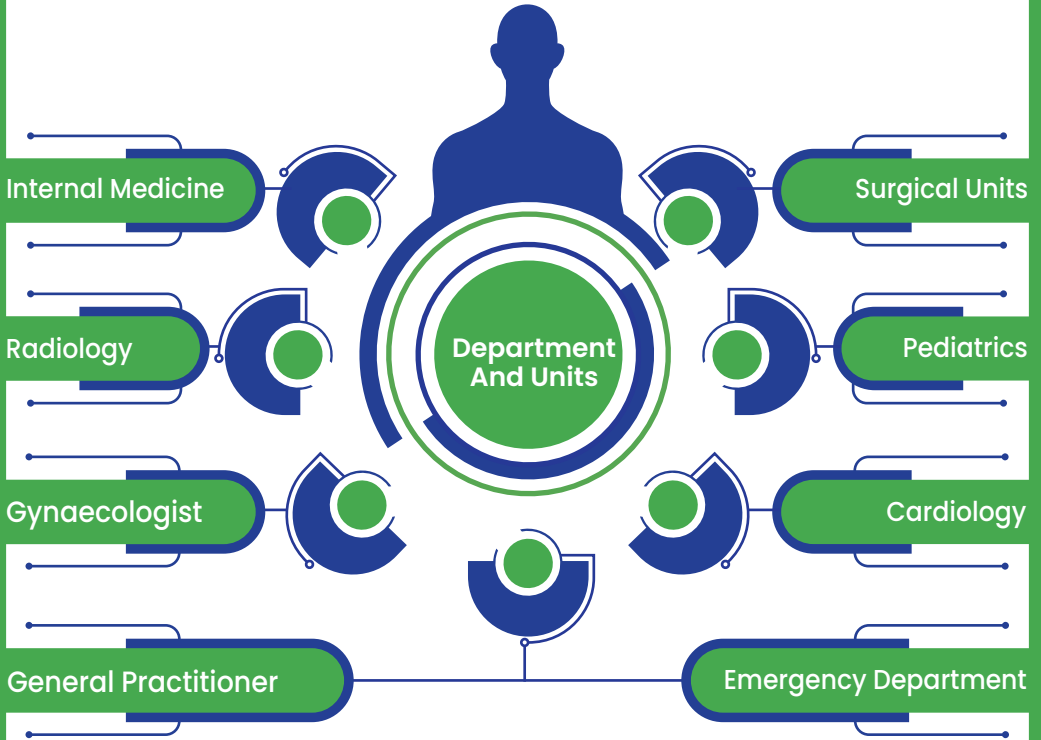 Internal Medicine
Surgical Units
Radiology
Department
And Units
Pediatrics
Gynaecologist
Cardiology
General Practitioner
Emergency Department